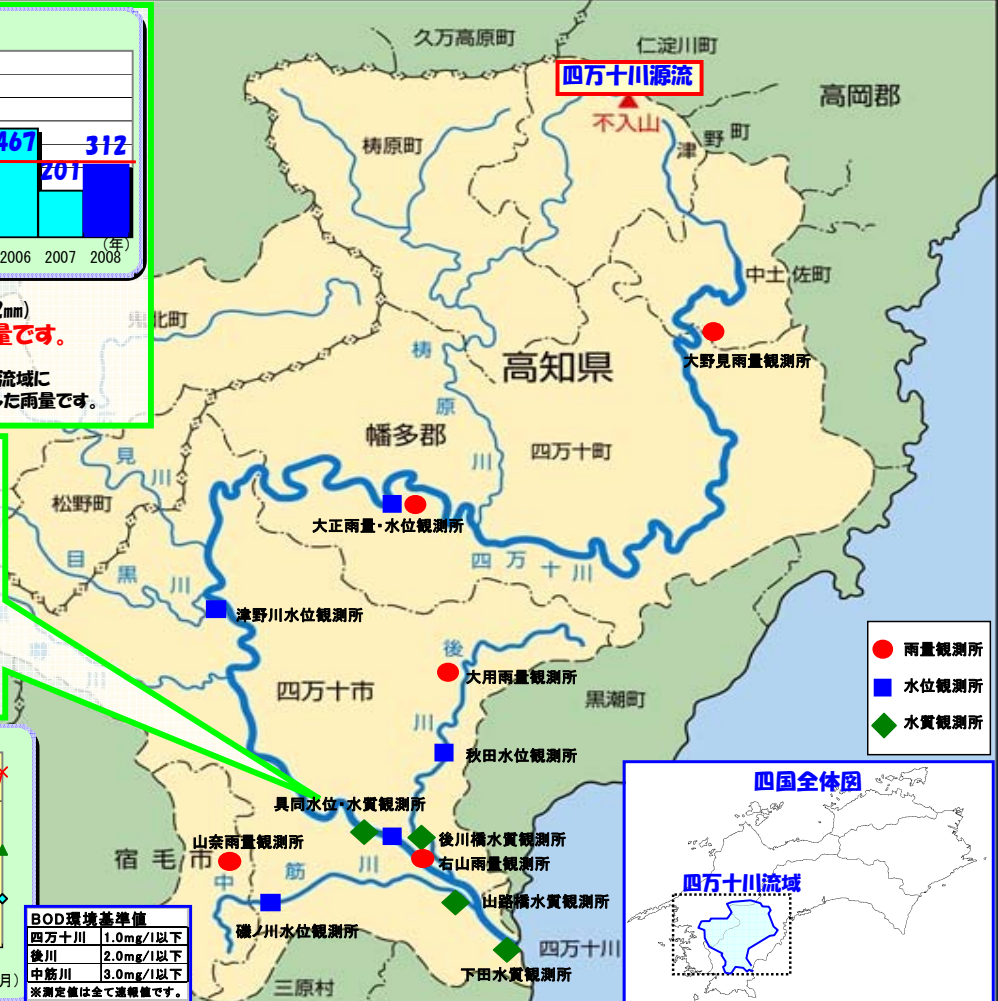 467
201
312
2006 2007 2008
(年)
2mm)
量です。
流域に
した雨量です。
久万高原町
仁淀川町
四万十川源流
不入山
高岡郡
津野町
梼原町
中土佐町
北町
大野見雨量観測所
高知県
梼原川
幡多郡
四万十町
見川
松野町
大正雨量・水位観測所
四万十川
目黒川
津野川水位観測所
後川
大用雨量観測所
四万十市
黒潮町
秋田水位観測所
雨量観測所
水位観測所
水質観測所
具同水位・水質観測所
山奈雨量観測所
後川橋水質観測所
宿毛市
右山雨量観測所
中筋川
山路橋水質観測所
磯ノ川水位観測所
四万十川
下田水質観測所
三原村
四国全体図
四万十川流域
BOD環境基準値
四万十川 1.0mg/l以下
後川 2.0mg/l以下
中筋川 3.0mg/l以下
※測定値は全て速報値です。
月)